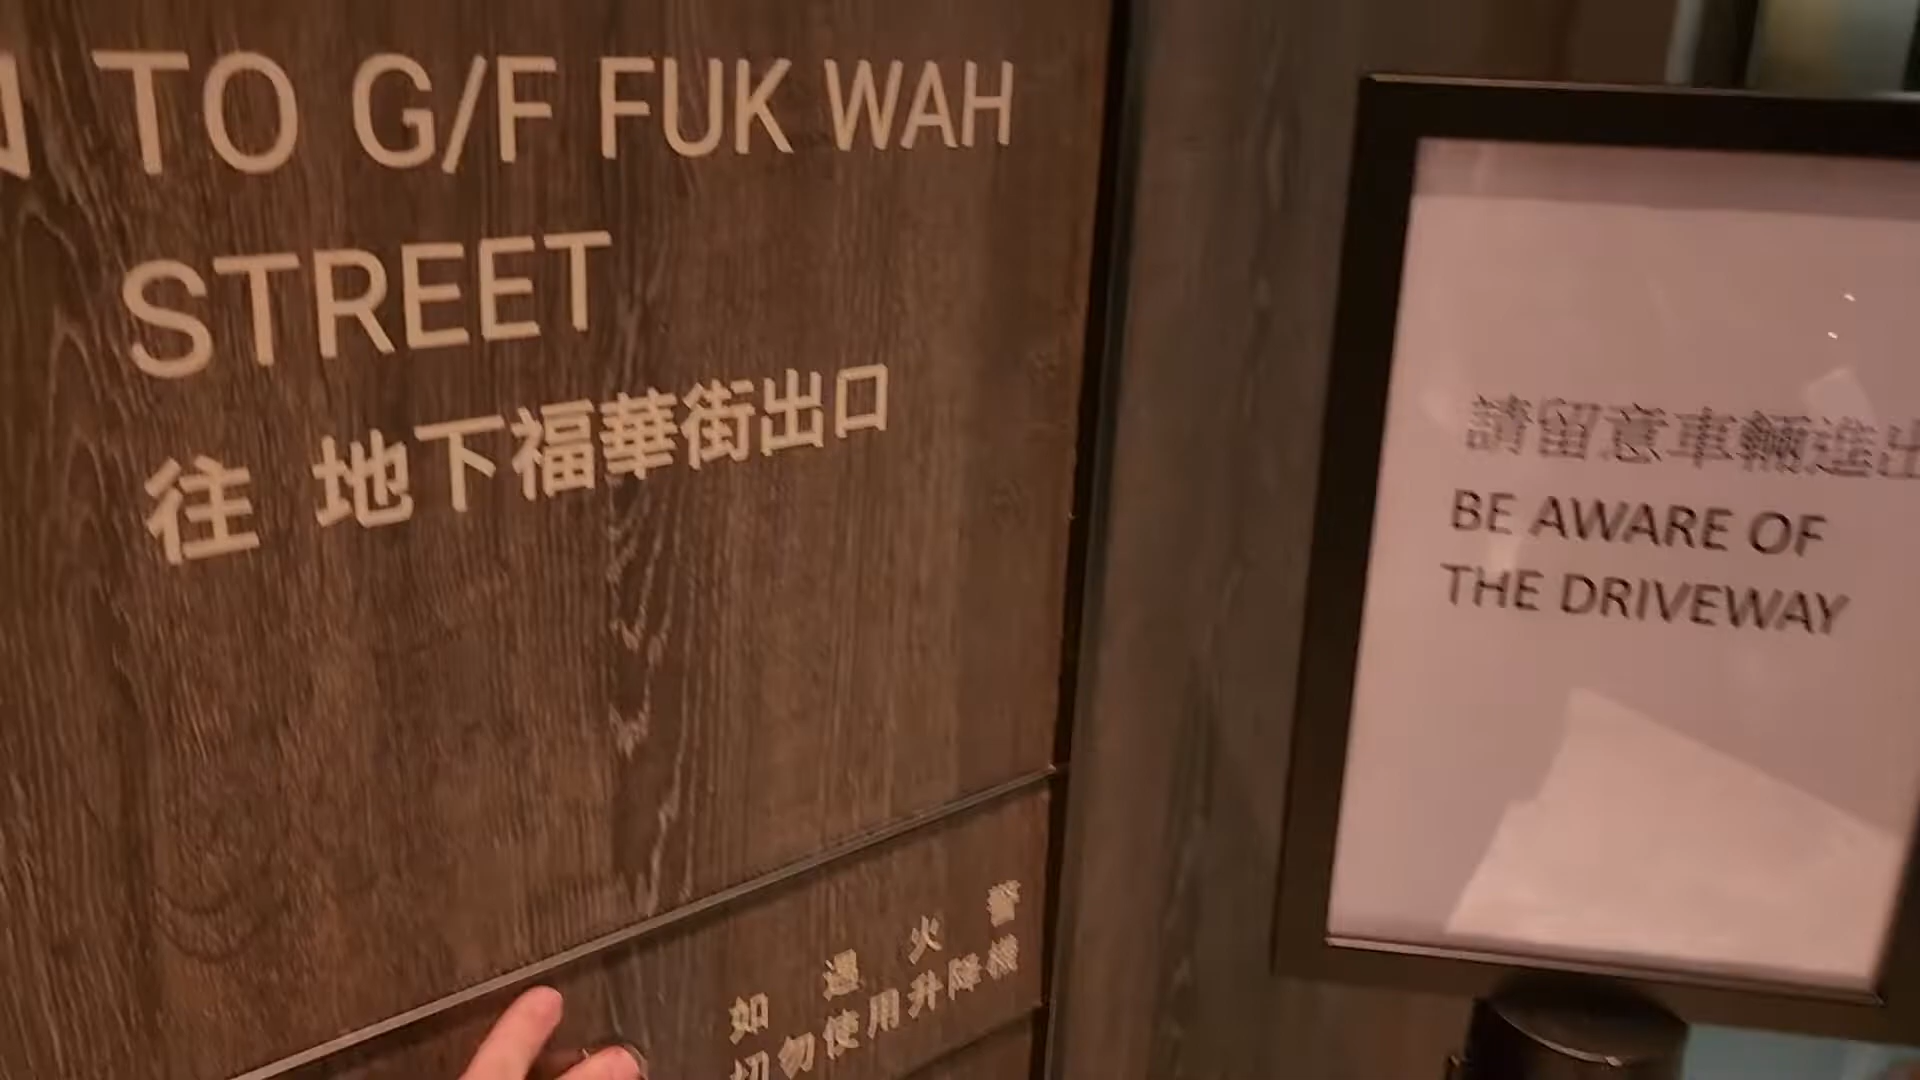 TO G/F FUK WAH
STREET
往 地下福華街出口
如遇火警
切勿使用升降機
請留意車輛進出
BE AWARE OF
THE DRIVEWAY